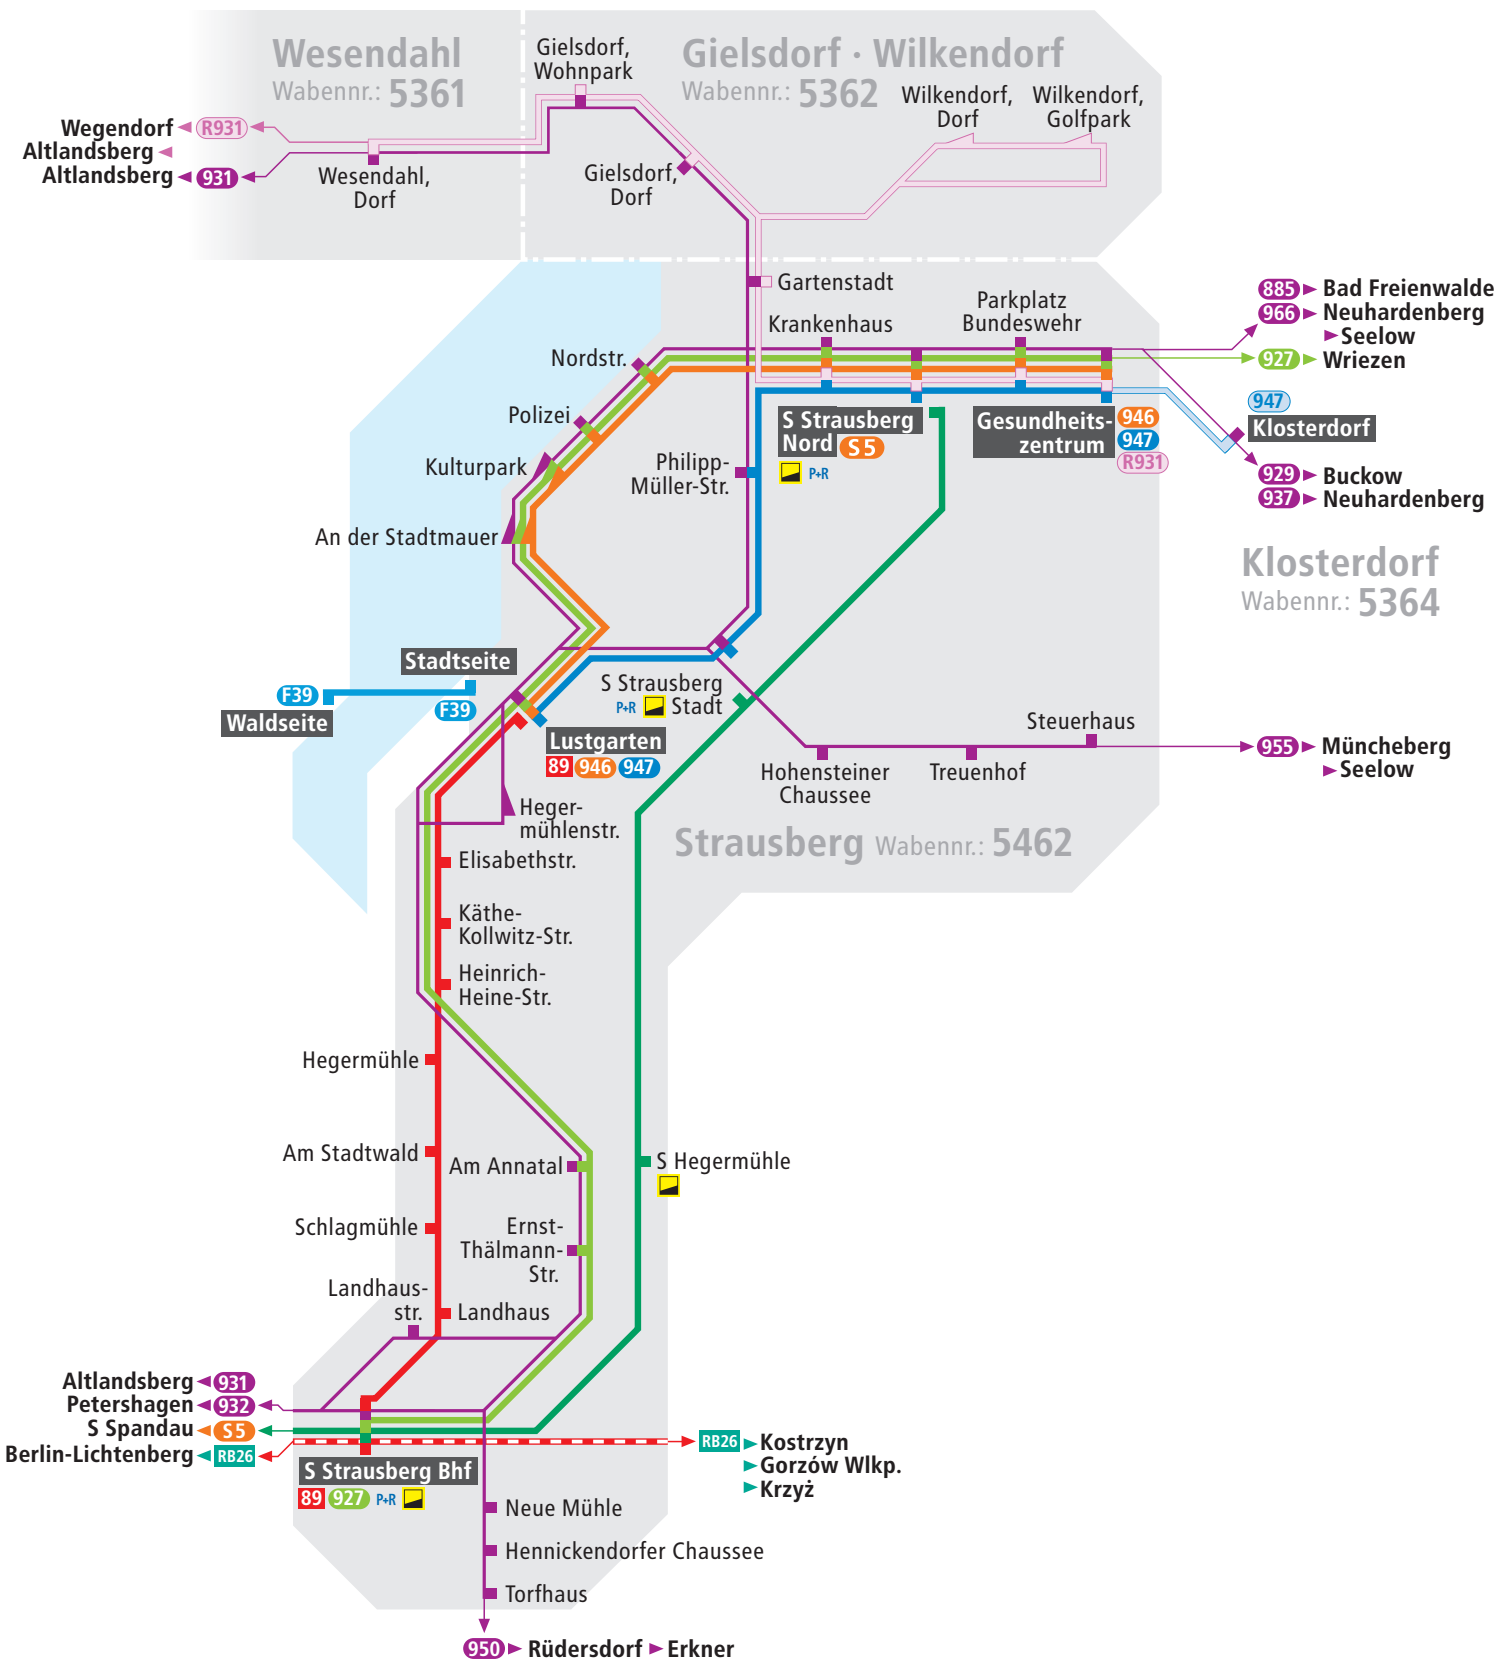 Wesendahl
Wabennr.: 5361
Gielsdorf,
Wohnpark
Gielsdorf · Wilkendorf
Wabennr.: 5362
Wilkendorf,
Dorf
Wilkendorf,
Golfpark
Wegendorf R931
Altlandsberg
Altlandsberg 931
Wesendahl,
Dorf
Gielsdorf,
Dorf
Gartenstadt
Krankenhaus
Parkplatz
Bundeswehr
885 Bad Freienwalde
966 Neuhardenberg
Seelow
927 Wriezen
Nordstr.
Polizei
Kulturpark
An der Stadtmauer
S Strausberg
Nord S5
P+R
Gesundheits-
zentrum
946
947
R931
947
Klosterdorf
929 Buckow
937 Neuhardenberg
Philipp-
Müller-Str.
Klosterdorf
Wabennr.: 5364
Stadtseite
F39
F39
Waldseite
S Strausberg
P+R Stadt
Lustgarten
89 946 947
Steuerhaus
Hohensteiner
Chaussee
Treuenhof
955 Müncheberg
Seelow
Heger-
mühlenstr.
Strausberg Wabennr.: 5462
Elisabethstr.
Käthe-
Kollwitz-Str.
Heinrich-
Heine-Str.
Hegermühle
Am Stadtwald
Am Annatal
S Hegermühle
Schlagmühle
Ernst-
Thälmann-
Str.
Landhaus-
str.
Landhaus
Altlandsberg 931
Petershagen 932
S Spandau S5
Berlin-Lichtenberg RB26
RB26 Kostrzyn
Gorzów Wlkp.
Krzyż
S Strausberg Bhf
89 927 P+R
Neue Mühle
Hennickendorfer Chaussee
Torfhaus
950 Rüdersdorf Erkner